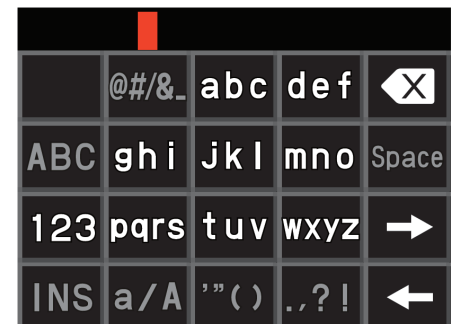 @#/&_ abc def X
ABC ghi Jkl mno Space
123 pqrs tuv wxyz →
INS a/A '"() .,?! ←